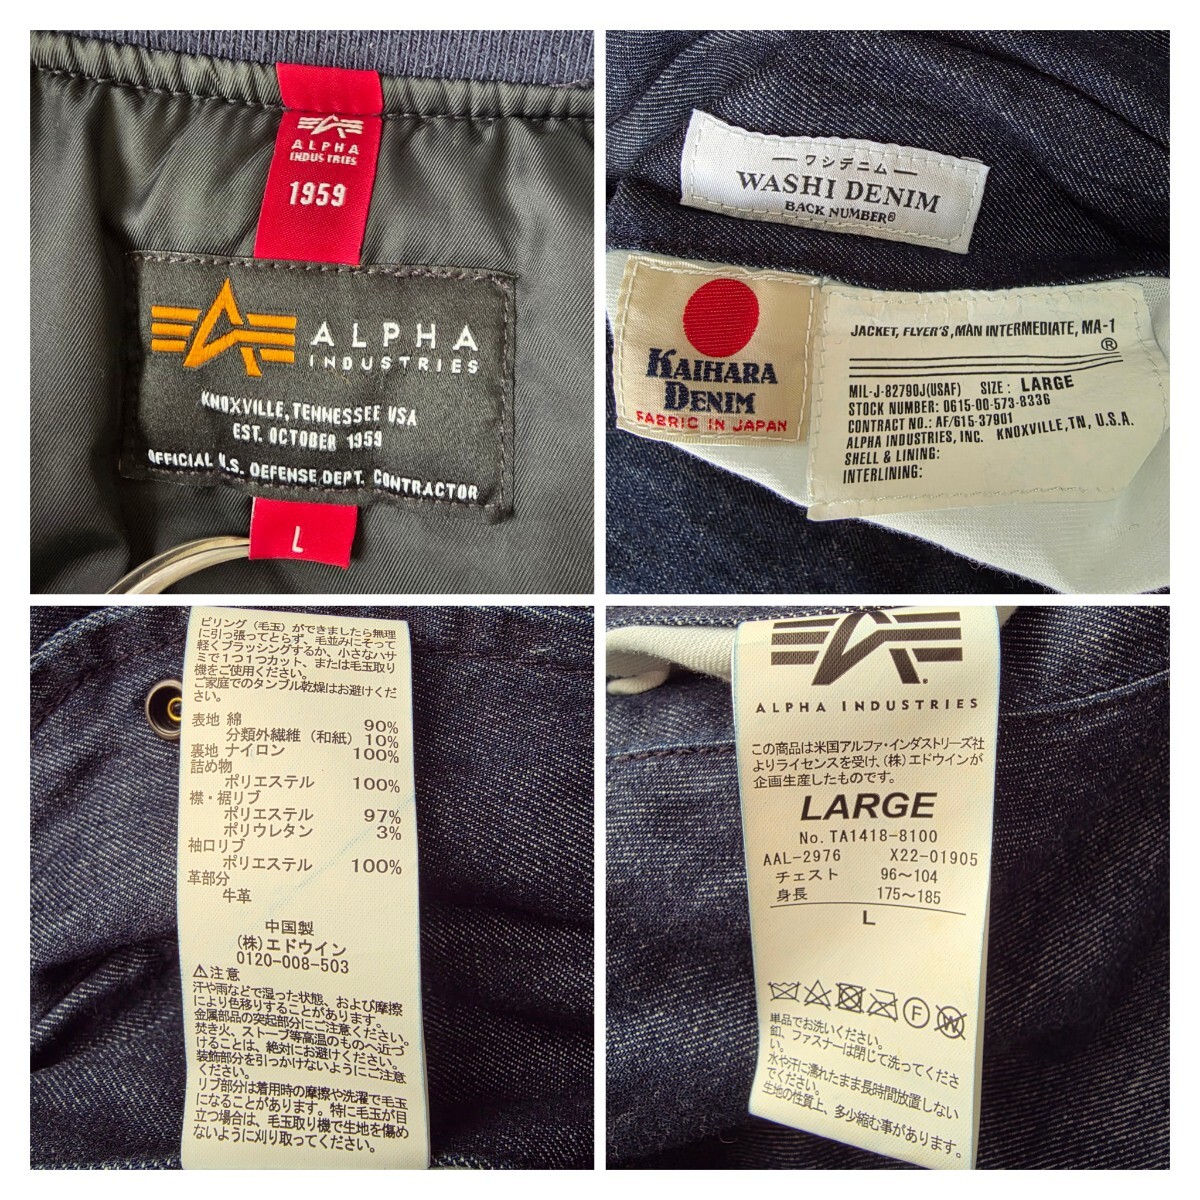 ALPHA
INDUSTRIES
1959
ALPHA
INDUSTRIES
KNOXVILLE, TENNESSEE USA
EST. OCTOBER 1959
OFFICIAL U.S. DEFENSE DEPT. CONTRACTOR
L
ワシデニム
WASHI DENIM
BACK NUMBER®
KAIHARA
DENIM
FABRIC IN JAPAN
JACKET, FLYER'S, MAN INTERMEDIATE, MA-1
®
MIL-J-82790J(USAF) SIZE: LARGE
STOCK NUMBER: 0615-00-573-8336
CONTRACT NO.: AF/615-37901
ALPHA INDUSTRIES, INC. KNOXVILLE, TN, U.S.A.
SHELL & LINING:
INTERLINING:
ピリング（毛玉）ができましたら無理
に引っ張ってとらず、毛並みにそって
軽くブラッシングするか、小さなハサ
ミで１つ１つカット、または毛玉取り
機をご使用ください。
ご家庭でのタンブル乾燥はお避けくだ
さい。
表地 綿 90%
分類外繊維（和紙）10%
裏地 ナイロン 100%
詰め物
ポリエステル 100%
襟・裾リブ
ポリエステル 97%
ポリウレタン 3%
袖口リブ
ポリエステル 100%
革部分
牛革
中国製
(株)エドウイン
0120-008-503
⚠注意
汗や雨などで湿った状態、および摩擦
により色移りすることがあります。
金属部品の突起部分にご注意ください。
焚き火、ストーブ等高温のものへ近づ
けることは、絶対にお避けください。
装飾部分を引っかけないようにご注意
ください。
リブ部分は着用時の摩擦や洗濯で毛玉
になることがあります。特に毛玉が目
立つ場合は、毛玉取り機で生地を傷め
ないように刈り取ってください。
ALPHA INDUSTRIES
この商品は米国アルファ・インダストリーズ社
よりライセンスを受け、(株)エドウインが
企画生産したものです。
LARGE
No. TA1418-8100
AAL-2976 X22-01905
チェスト 96〜104
身長 175〜185
L
F W
単品でお洗いください。
釦、ファスナーは閉じて洗ってくださ
い。
水や汗に濡れたまま長時間放置しない
でください。
生地の性質上、多少縮む事があります。